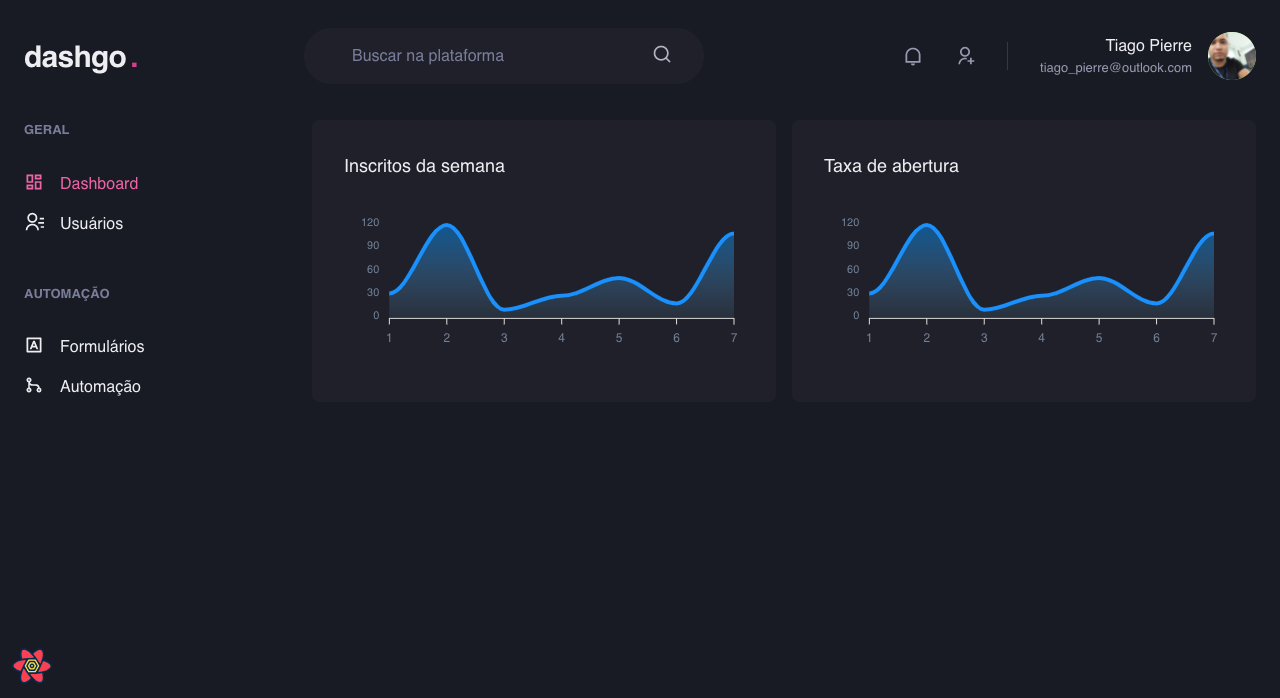 dashgo .
Buscar na plataforma
Tiago Pierre
tiago_pierre@outlook.com
GERAL
Dashboard
Usuários
AUTOMAÇÃO
Formulários
Automação
Inscritos da semana
120
90
60
30
0
1 2 3 4 5 6 7
Taxa de abertura
120
90
60
30
0
1 2 3 4 5 6 7